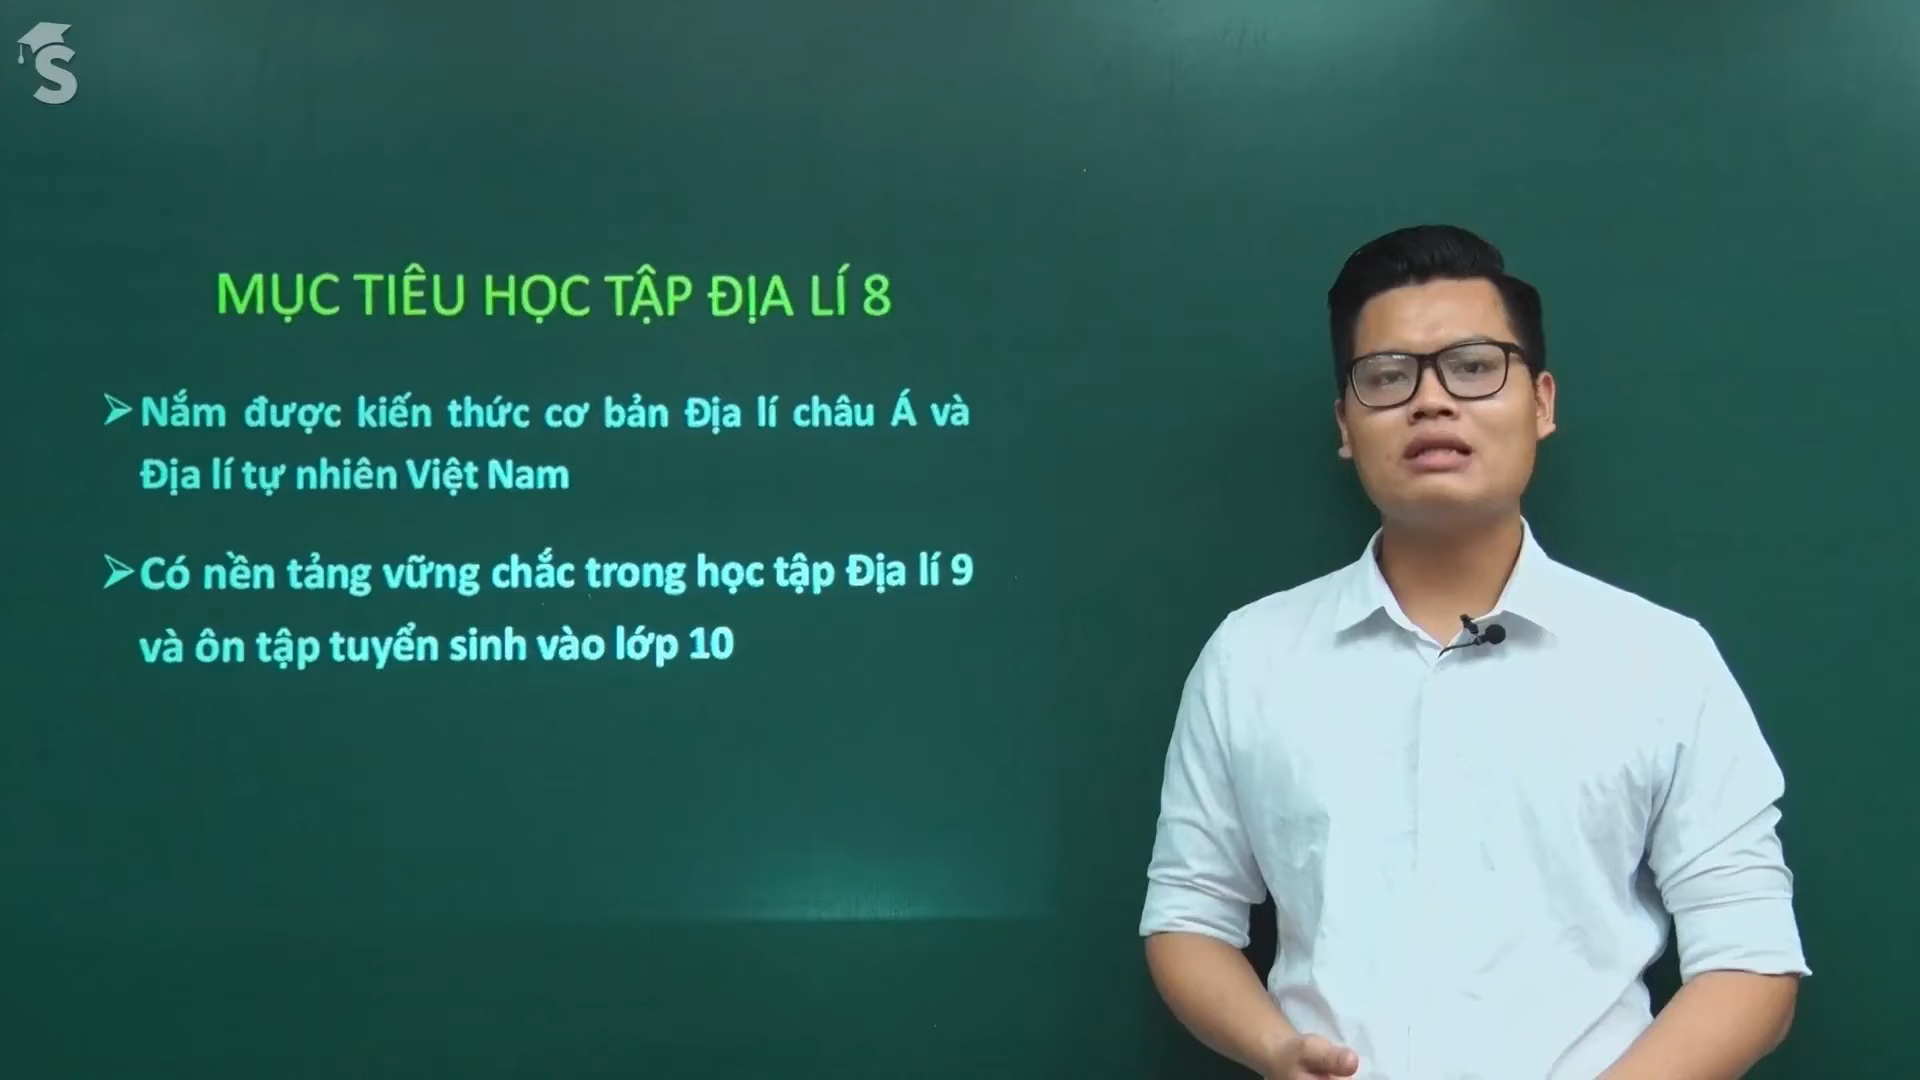 S
MỤC TIÊU HỌC TẬP ĐỊA LÍ 8
➢Nắm được kiến thức cơ bản Địa lí châu Á và
Địa lí tự nhiên Việt Nam
➢Có nền tảng vững chắc trong học tập Địa lí 9
và ôn tập tuyển sinh vào lớp 10